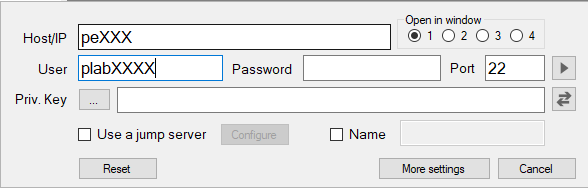 Open in window
Host/IP peXXX 1 2 3 4
User plabXXXX Password Port 22
Priv. Key ...
Use a jump server Configure Name
Reset More settings Cancel